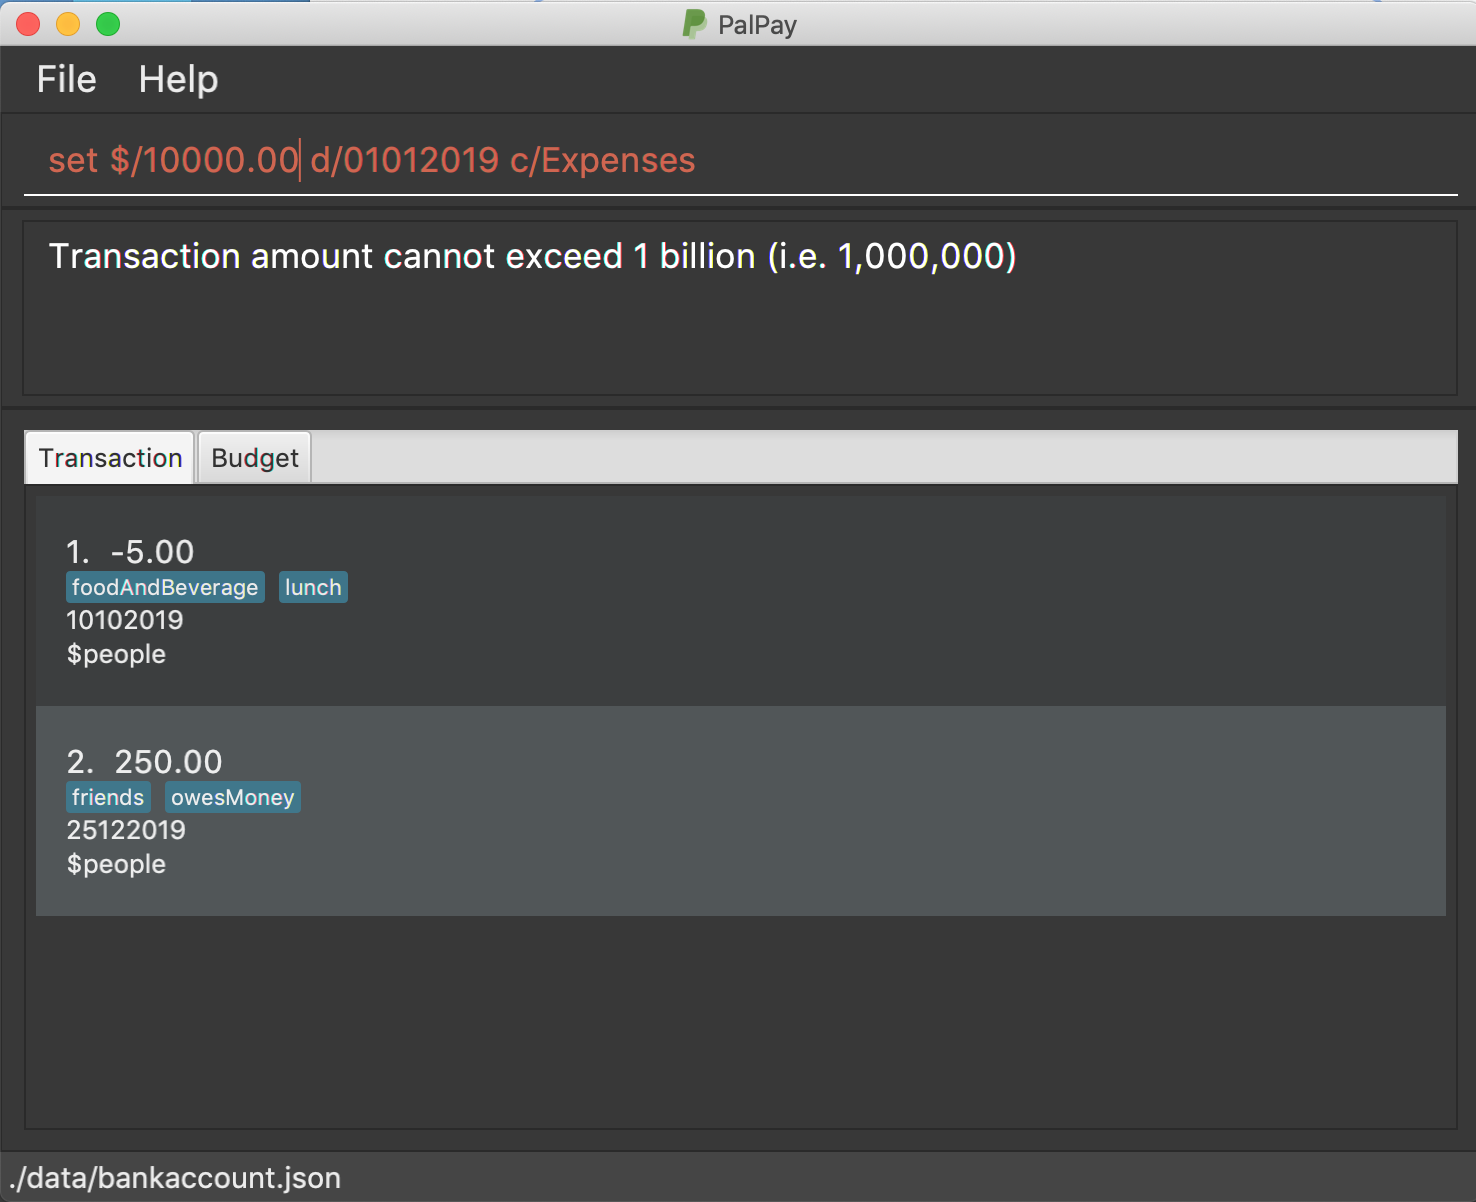 PalPay
File Help
set $/10000.00 d/01012019 c/Expenses
Transaction amount cannot exceed 1 billion (i.e. 1,000,000)
Transaction Budget
1. -5.00
foodAndBeverage lunch
10102019
$people
2. 250.00
friends owesMoney
25122019
$people
./data/bankaccount.json